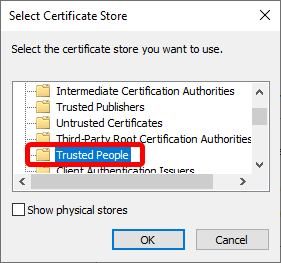 Select Certificate Store
Select the certificate store you want to use.
Intermediate Certification Authorities
Trusted Publishers
Untrusted Certificates
Third-Party Root Certification Authorities
Trusted People
Client Authentication Issuers
Show physical stores
OK
Cancel